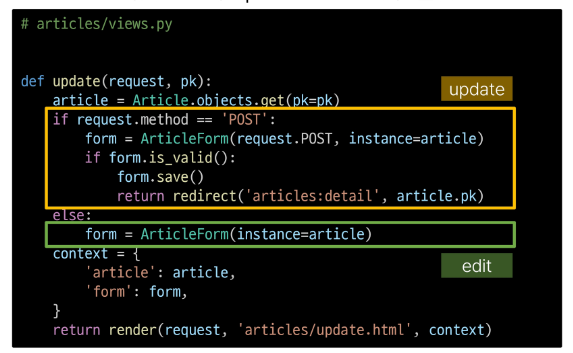 # articles/views.py
def update(request, pk):
update
article = Article.objects.get(pk=pk)
if request.method == 'POST':
form = ArticleForm(request.POST, instance=article)
if form.is_valid():
form.save()
return redirect('articles:detail', article.pk)
else:
form = ArticleForm(instance=article)
context = {
edit
'article': article,
'form': form,
}
return render(request, 'articles/update.html', context)